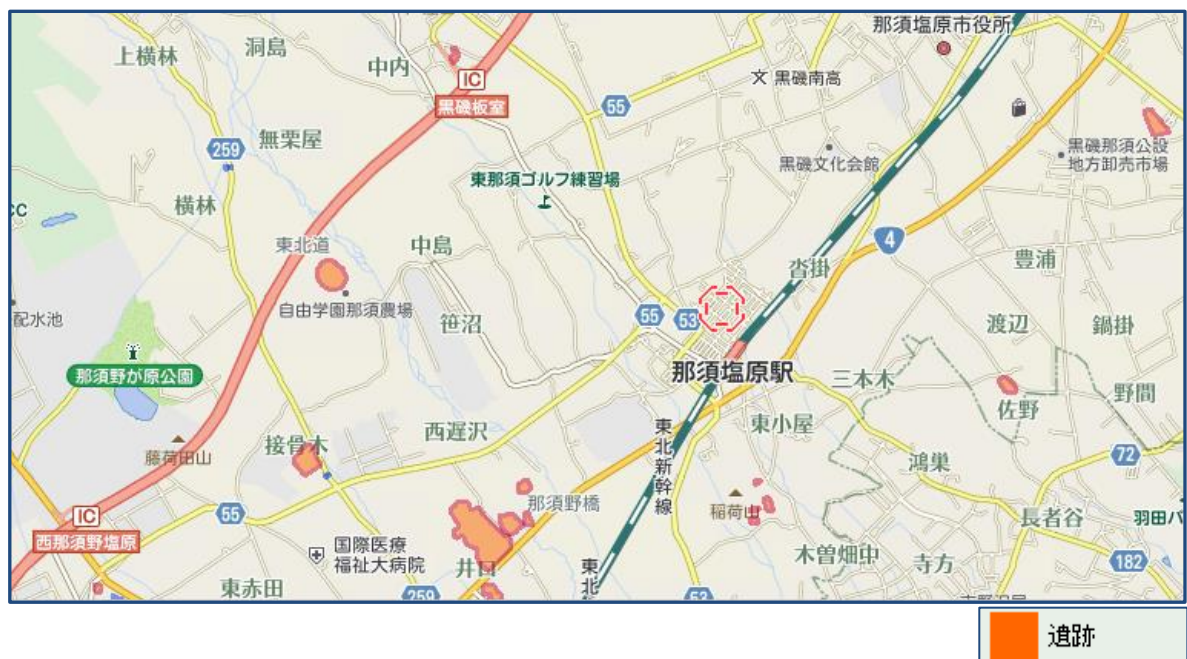 那須塩原市役所
上横林
洞島
中内
IC
黒磯板室
55
文 黒磯南高
4
259
無栗屋
黒磯文化会館
黒磯那須公設
地方卸売市場
東那須ゴルフ練習場
横林
CC
東北道
中島
4
沓掛
豊浦
自由学園那須農場
配水池
笹沼
55
53
渡辺
鍋掛
那須野が原公園
那須塩原駅
三本木
佐野
野間
接骨木
西遅沢
東小屋
藤荷田山
東北新幹線
鴻巣
72
IC
西那須野塩原
55
那須野橋
稲荷山
長者谷
羽田パ
国際医療
福祉大病院
井口
木曽畑中
寺方
182
東赤田
259
東北
53
遺跡